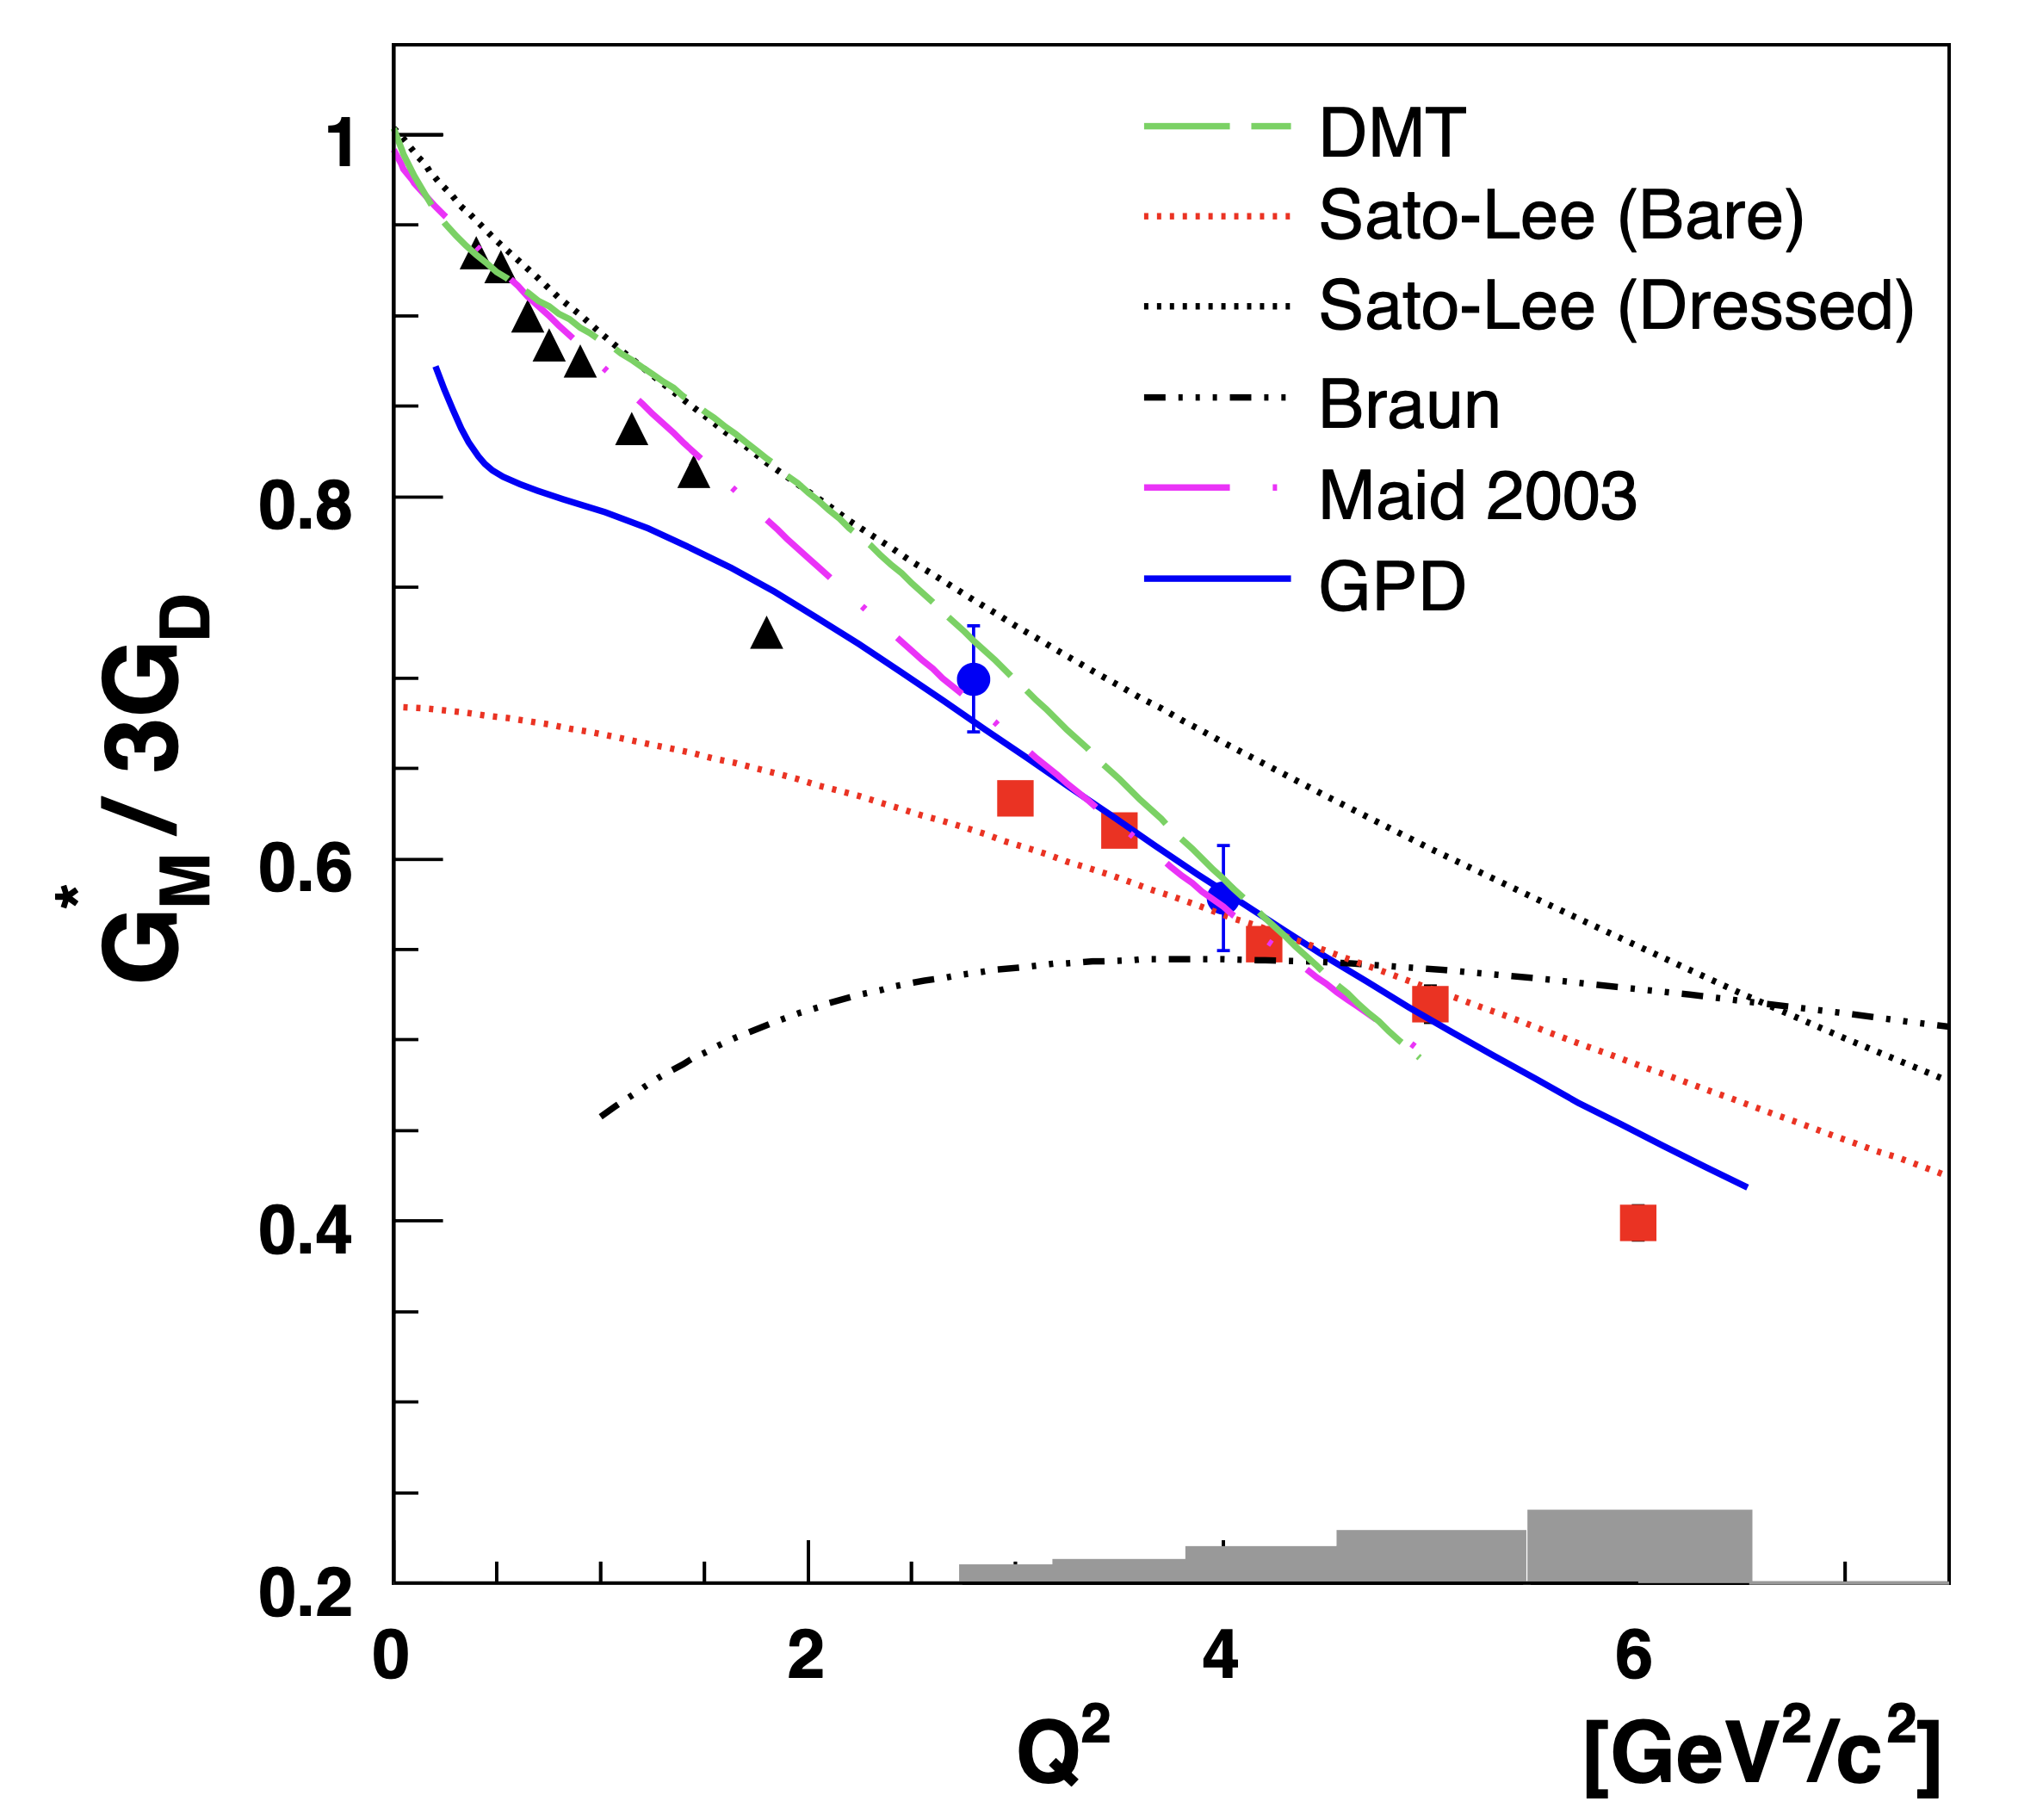 DMT
Sato-Lee (Bare)
Sato-Lee (Dressed)
Braun
Maid 2003
GPD
1
0.8
0.6
0.4
0.2
G*M / 3GD
0
2
4
6
Q² [GeV²/c²]